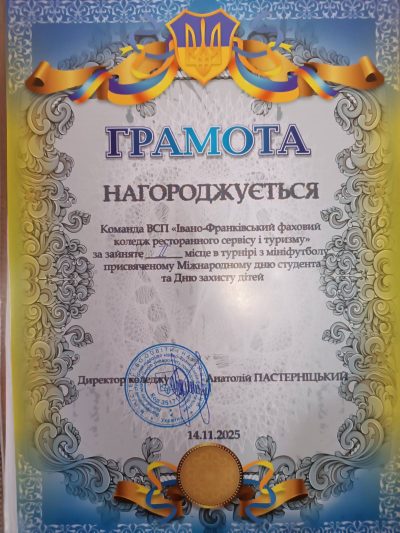 ГРАМОТА
НАГОРОДЖУЄТЬСЯ
Команда ВСП «Івано-Франківський фаховий
коледж ресторанного сервісу і туризму»
за зайняте місце в турнірі з мініфутболу
присвяченому Міжнародному дню студента
та Дню захисту дітей
Директор коледжу Анатолій ПАСТЕРНІЦЬКИЙ
14.11.2025